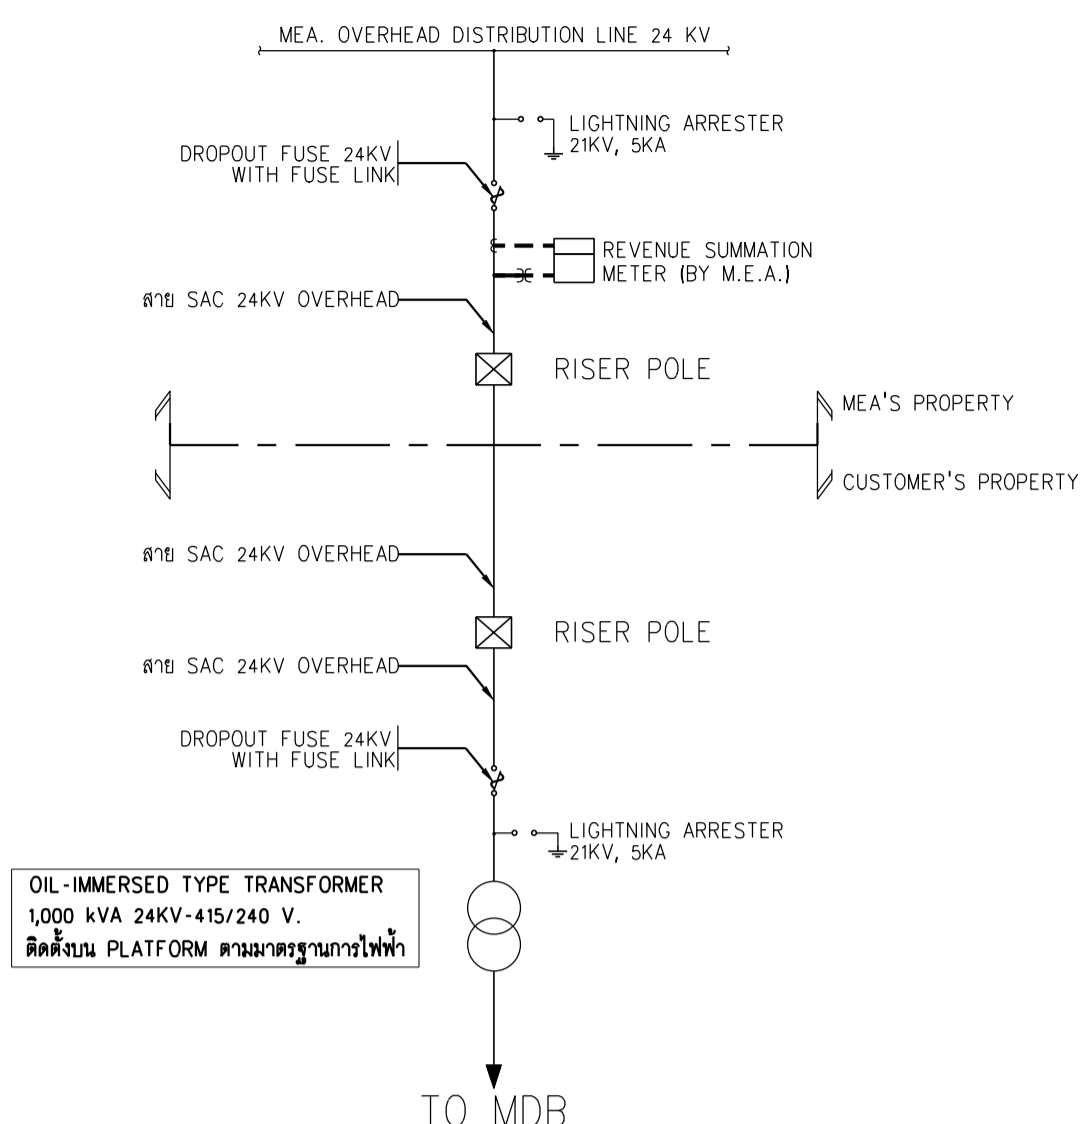 MEA. OVERHEAD DISTRIBUTION LINE 24 KV
LIGHTNING ARRESTER
21KV, 5KA
DROPOUT FUSE 24KV
WITH FUSE LINK
REVENUE SUMMATION
METER (BY M.E.A.)
สาย SAC 24KV OVERHEAD
RISER POLE
MEA'S PROPERTY
CUSTOMER'S PROPERTY
สาย SAC 24KV OVERHEAD
RISER POLE
สาย SAC 24KV OVERHEAD
DROPOUT FUSE 24KV
WITH FUSE LINK
LIGHTNING ARRESTER
21KV, 5KA
OIL-IMMERSED TYPE TRANSFORMER
1,000 kVA 24KV-415/240 V.
ติดตั้งบน PLATFORM ตามมาตรฐานการไฟฟ้า
TO MDB